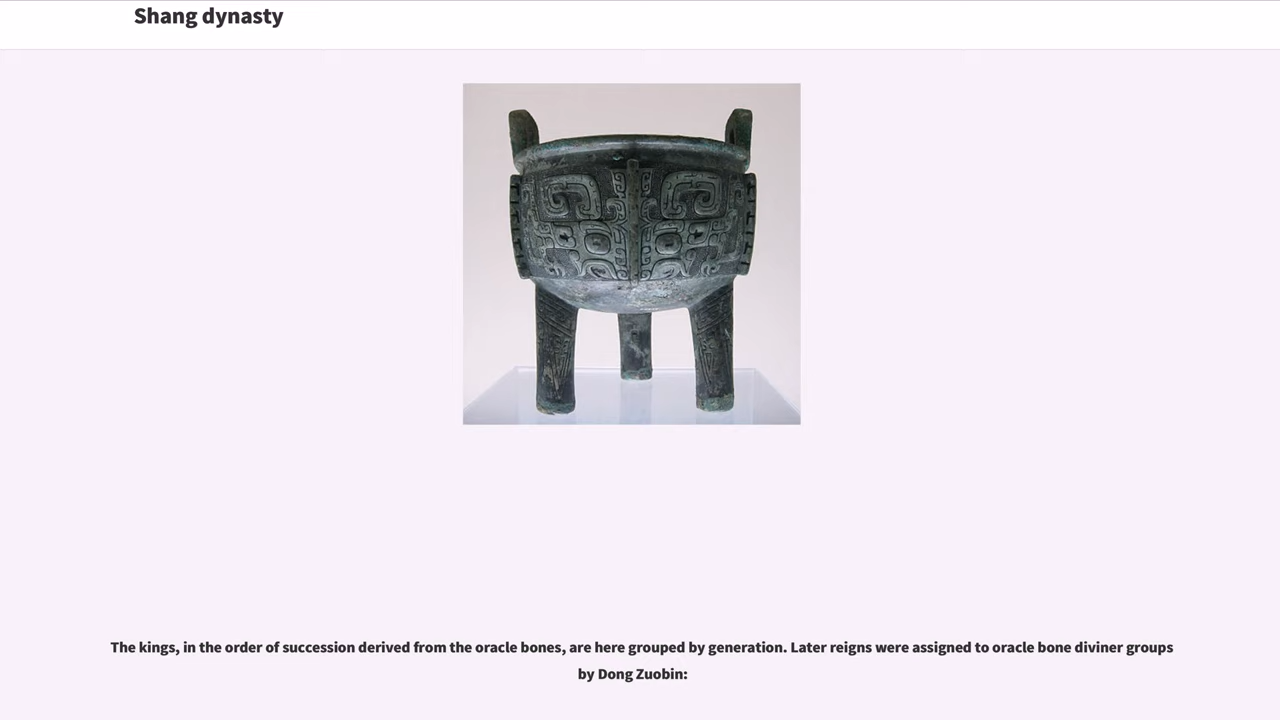 Shang dynasty
The kings, in the order of succession derived from the oracle bones, are here grouped by generation. Later reigns were assigned to oracle bone diviner groups
by Dong Zuobin: